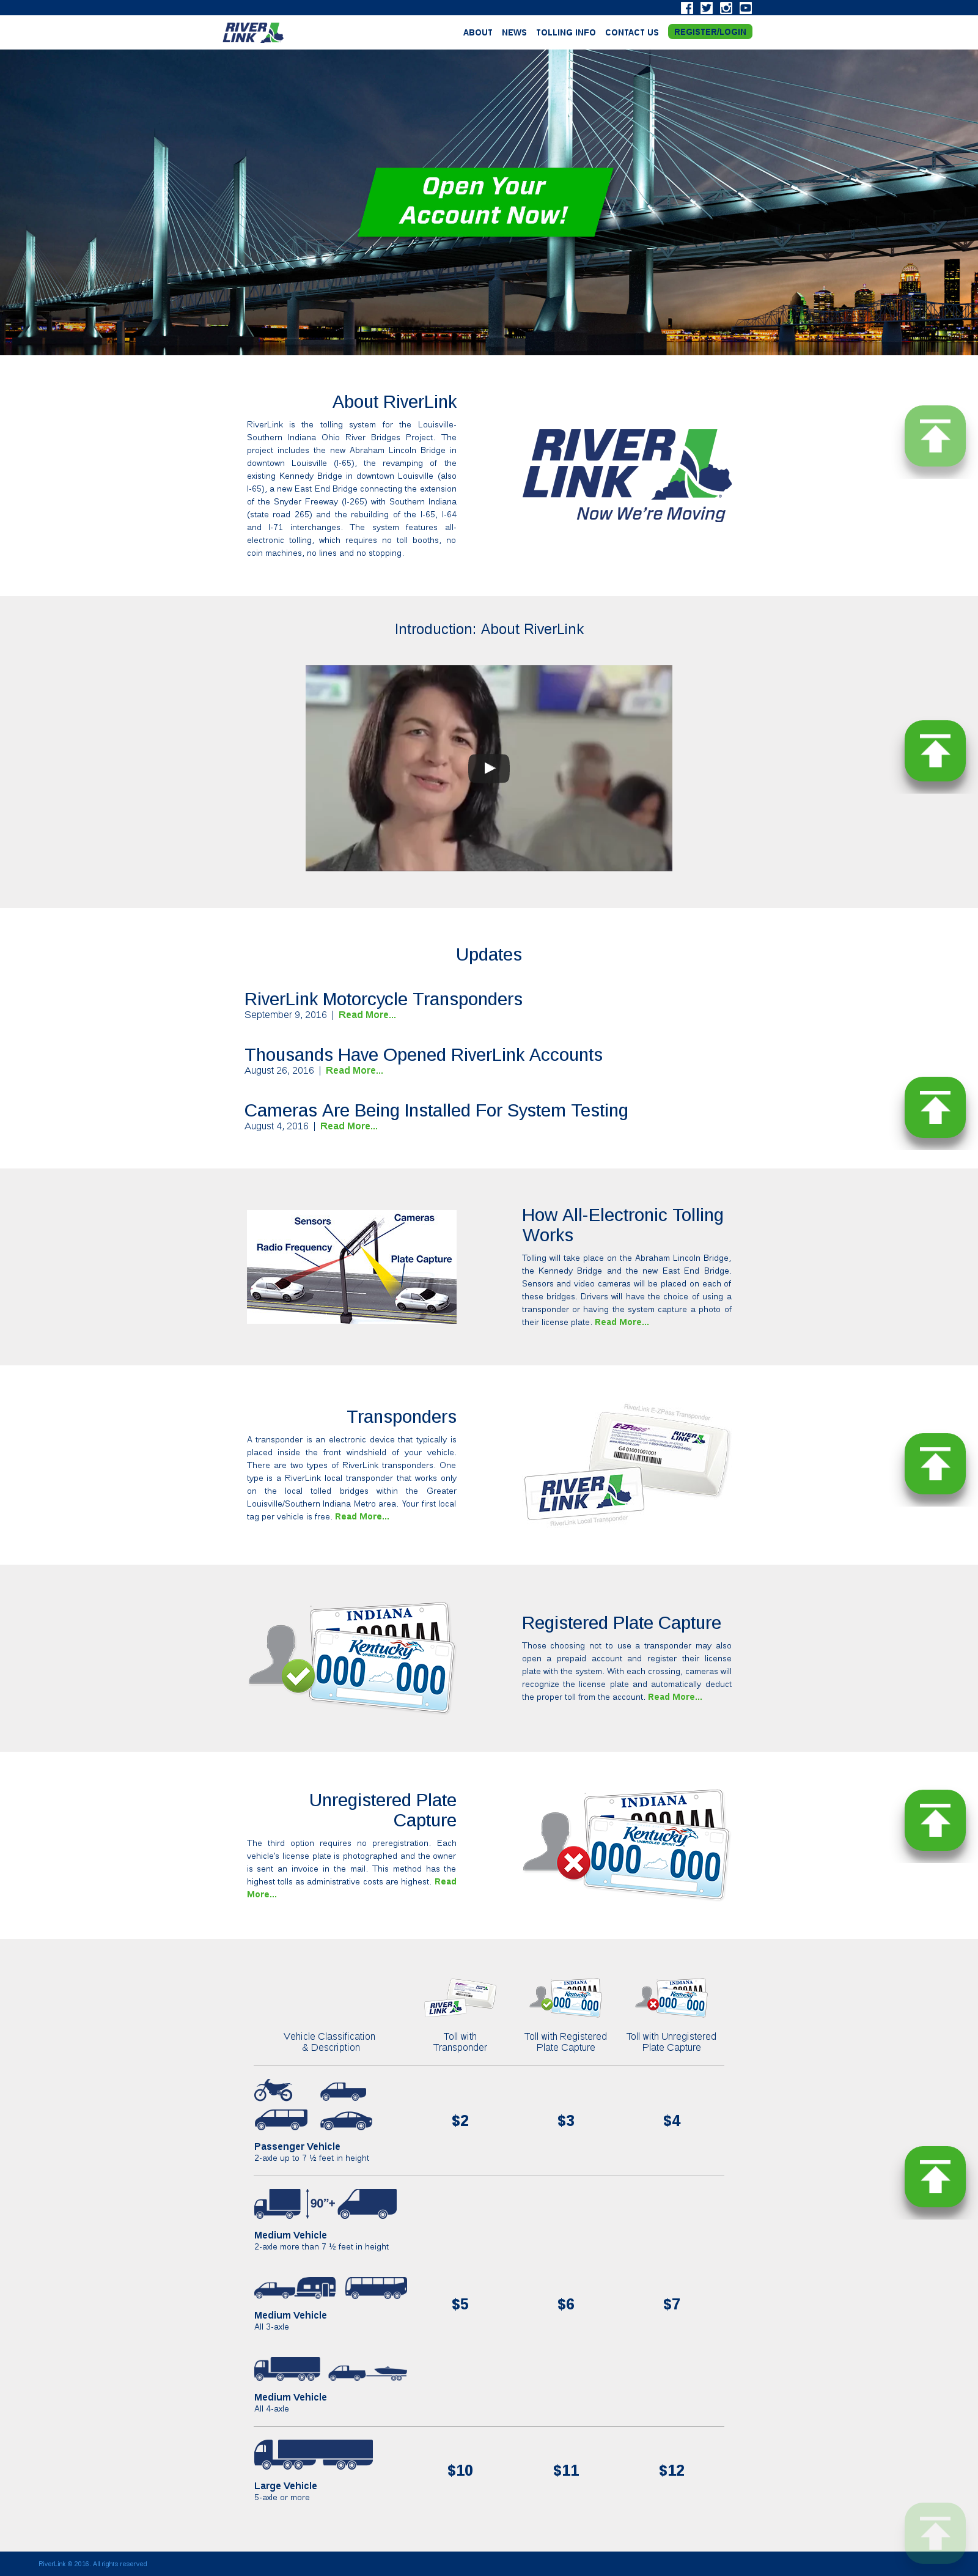 RIVER
LINK
ABOUT NEWS TOLLING INFO CONTACT US REGISTER/LOGIN
Open Your
Account Now!
About RiverLink
RiverLink is the tolling system for the Louisville-
Southern Indiana Ohio River Bridges Project. The
project includes the new Abraham Lincoln Bridge in
downtown Louisville (I-65), the revamping of the
existing Kennedy Bridge in downtown Louisville (also
I-65), a new East End Bridge connecting the extension
of the Snyder Freeway (I-265) with Southern Indiana
(state road 265) and the rebuilding of the I-65, I-64
and I-71 interchanges. The system features all-
electronic tolling, which requires no toll booths, no
coin machines, no lines and no stopping.
RIVER
LINK
Now We're Moving
Introduction: About RiverLink
Updates
RiverLink Motorcycle Transponders
September 9, 2016 | Read More...
Thousands Have Opened RiverLink Accounts
August 26, 2016 | Read More...
Cameras Are Being Installed For System Testing
August 4, 2016 | Read More...
Sensors
Cameras
Radio Frequency
Plate Capture
How All-Electronic Tolling
Works
Tolling will take place on the Abraham Lincoln Bridge,
the Kennedy Bridge and the new East End Bridge.
Sensors and video cameras will be placed on each of
these bridges. Drivers will have the choice of using a
transponder or having the system capture a photo of
their license plate. Read More...
Transponders
A transponder is an electronic device that typically is
placed inside the front windshield of your vehicle.
There are two types of RiverLink transponders. One
type is a RiverLink local transponder that works only
on the local tolled bridges within the Greater
Louisville/Southern Indiana Metro area. Your first local
tag per vehicle is free. Read More...
RiverLink E-ZPass Transponder
E-ZPass
RIVER
LINK
G4 01001001001
RIVER
LINK
RiverLink Local Transponder
INDIANA
Kentucky
UNBRIDLED SPIRIT
000 000
Registered Plate Capture
Those choosing not to use a transponder may also
open a prepaid account and register their license
plate with the system. With each crossing, cameras will
recognize the license plate and automatically deduct
the proper toll from the account. Read More...
Unregistered Plate
Capture
The third option requires no preregistration. Each
vehicle's license plate is photographed and the owner
is sent an invoice in the mail. This method has the
highest tolls as administrative costs are highest. Read
More...
INDIANA
Kentucky
UNBRIDLED SPIRIT
000 000
RIVER
LINK
INDIANA
Kentucky
000 000
INDIANA
Kentucky
000 000
Vehicle Classification
& Description
Toll with
Transponder
Toll with Registered
Plate Capture
Toll with Unregistered
Plate Capture
$2 $3 $4
Passenger Vehicle
2-axle up to 7 ½ feet in height
90"+
Medium Vehicle
2-axle more than 7 ½ feet in height
$5 $6 $7
Medium Vehicle
All 3-axle
Medium Vehicle
All 4-axle
$10 $11 $12
Large Vehicle
5-axle or more
RiverLink © 2016. All rights reserved